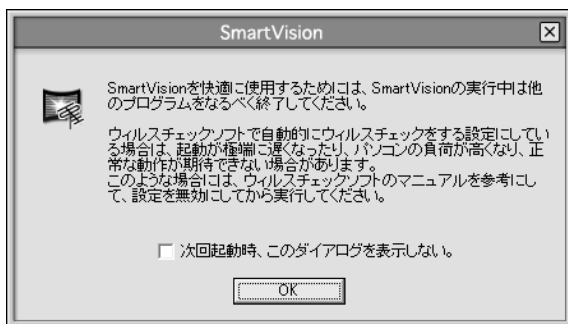 SmartVision
SmartVisionを快適に使用するためには、SmartVisionの実行中は他
のプログラムをなるべく終了してください。
ウィルスチェックソフトで自動的にウィルスチェックをする設定にしてい
る場合は、起動が極端に遅くなったり、パソコンの負荷が高くなり、正
常な動作が期待できない場合があります。
このような場合には、ウィルスチェックソフトのマニュアルを参考にし
て、設定を無効にしてから実行してください。
次回起動時、このダイアログを表示しない。
OK